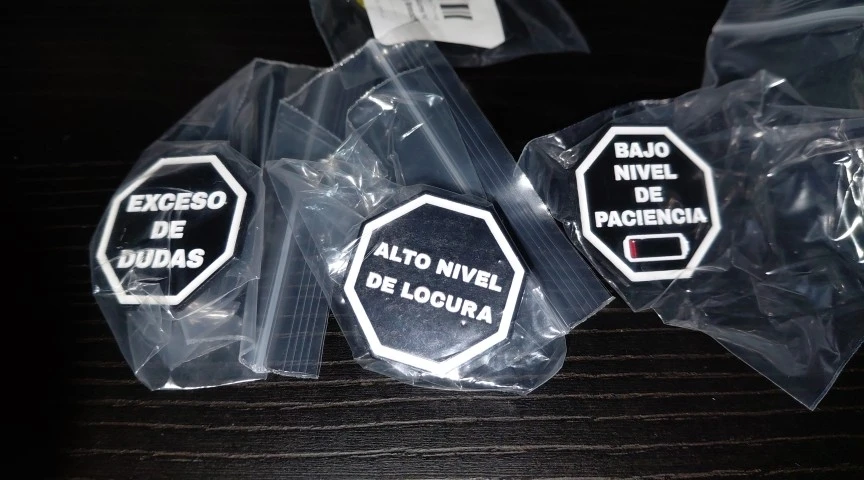 EXCESO
DE
DUDAS
ALTO NIVEL
DE LOCURA
BAJO
NIVEL
DE
PACIENCIA